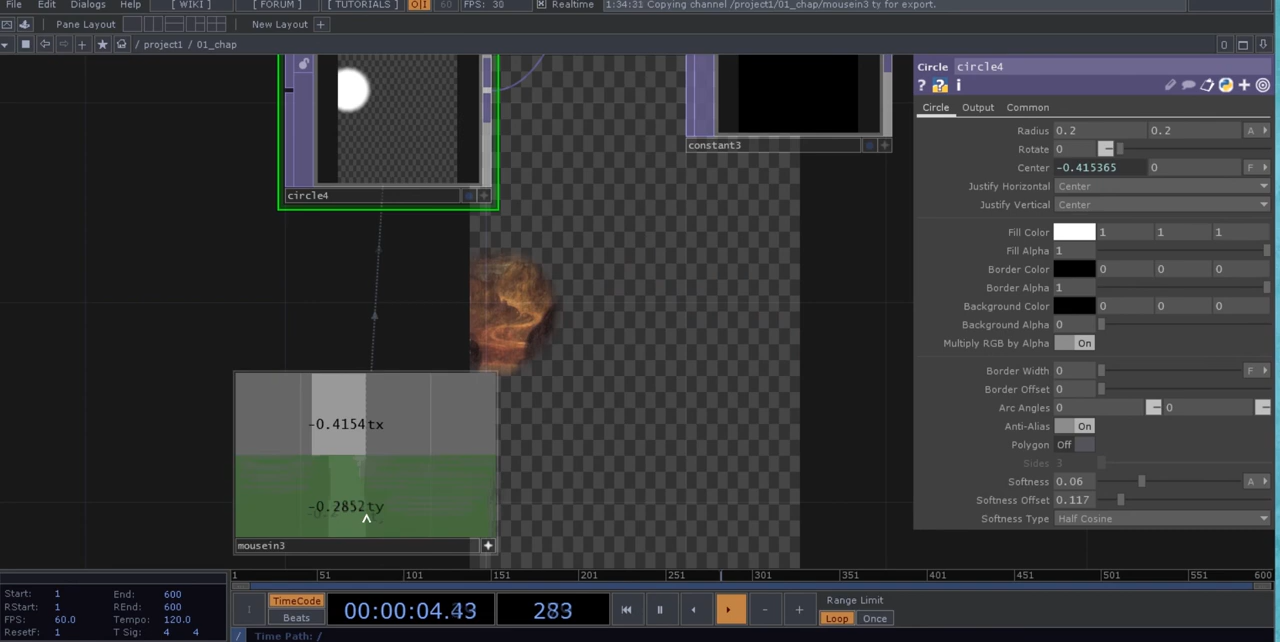 File Edit Dialogs Help [ WIKI ] [ FORUM ] [ TUTORIALS ] O|I 60 FPS: 30 Realtime 1:34:31 Copying channel /project1/01_chap/mousein3 ty for export.
Pane Layout New Layout +
/ project1 / 01_chap 0
Circle circle4
? ? i
Circle Output Common
Radius 0.2 0.2 A
Rotate 0
Center -0.415365 0 F
Justify Horizontal Center
Justify Vertical Center
Fill Color 1 1 1
Fill Alpha 1
Border Color 0 0 0
Border Alpha 1
Background Color 0 0 0
Background Alpha 0
Multiply RGB by Alpha On
Border Width 0 F
Border Offset 0
Arc Angles 0 0
Anti-Alias On
Polygon Off
Sides 3
Softness 0.06 A
Softness Offset 0.117
Softness Type Half Cosine
constant3
circle4
-0.4154 tx
-0.2852 ty
mousein3
1 51 101 151 201 251 301 351 401 451 501 551 600
Start: 1 End: 600
RStart: 1 REnd: 600
FPS: 60.0 Tempo: 120.0
ResetF: 1 T Sig: 4 4
TimeCode
Beats
00:00:04.43 283
Range Limit
Loop Once
/ Time Path: /